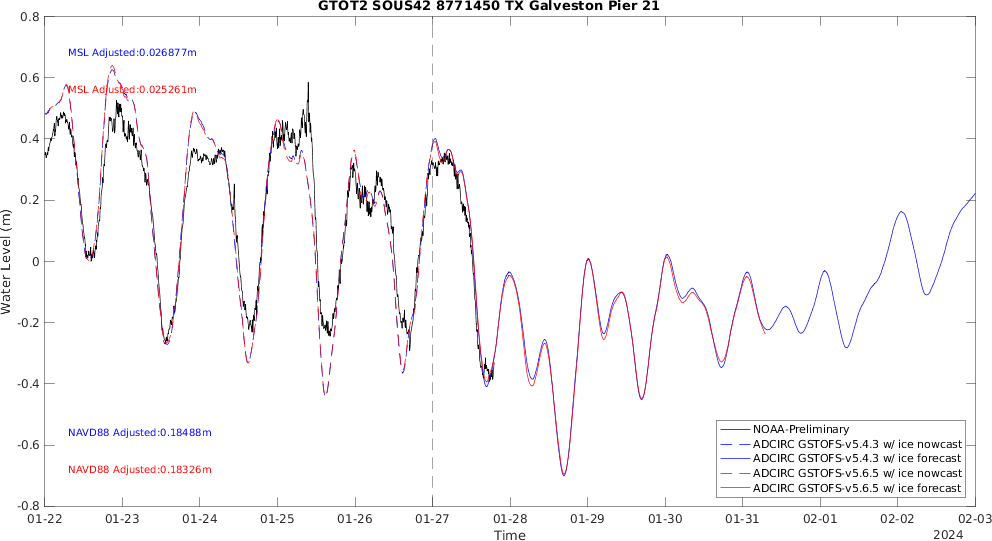 GTOT2 SOUS42 8771450 TX Galveston Pier 21
0.8
0.6
0.4
0.2
0
-0.2
-0.4
-0.6
-0.8
Water Level (m)
MSL Adjusted:0.026877m
MSL Adjusted:0.025261m
NAVD88 Adjusted:0.18488m
NAVD88 Adjusted:0.18326m
NOAA-Preliminary
ADCIRC GSTOFS-v5.4.3 w/ ice nowcast
ADCIRC GSTOFS-v5.4.3 w/ ice forecast
ADCIRC GSTOFS-v5.6.5 w/ ice nowcast
ADCIRC GSTOFS-v5.6.5 w/ ice forecast
01-22 01-23 01-24 01-25 01-26 01-27 01-28 01-29 01-30 01-31 02-01 02-02 02-03
Time
2024